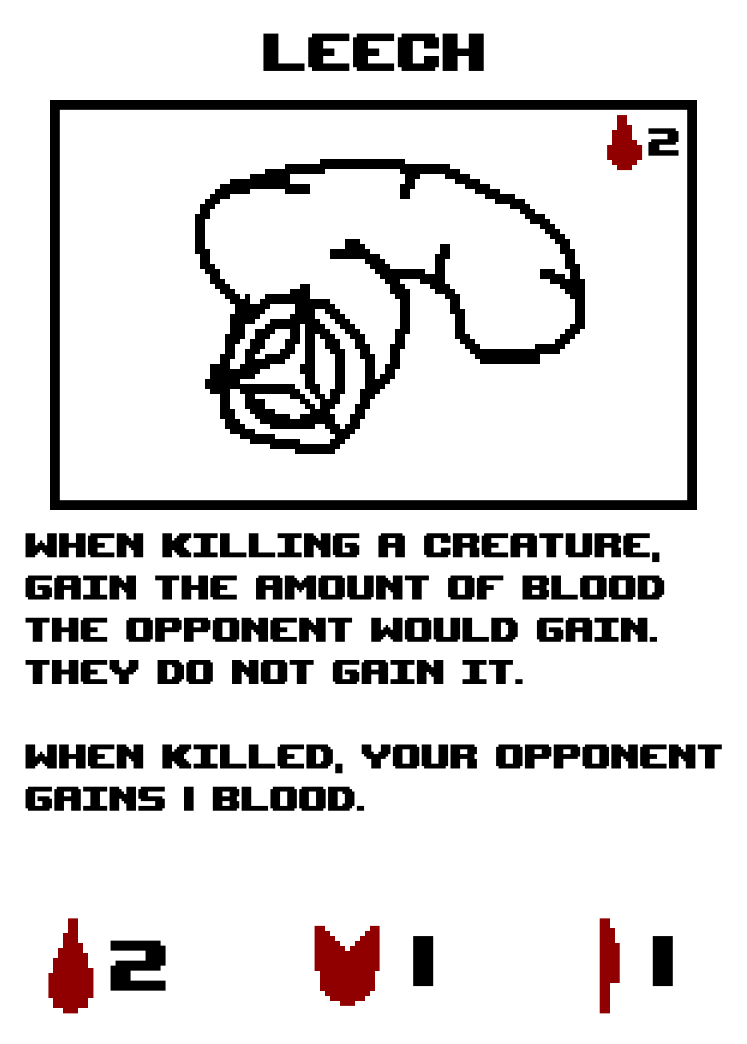 LEECH
2
WHEN KILLING A CREATURE,
GAIN THE AMOUNT OF BLOOD
THE OPPONENT WOULD GAIN.
THEY DO NOT GAIN IT.
WHEN KILLED, YOUR OPPONENT
GAINS 1 BLOOD.
2 1 1